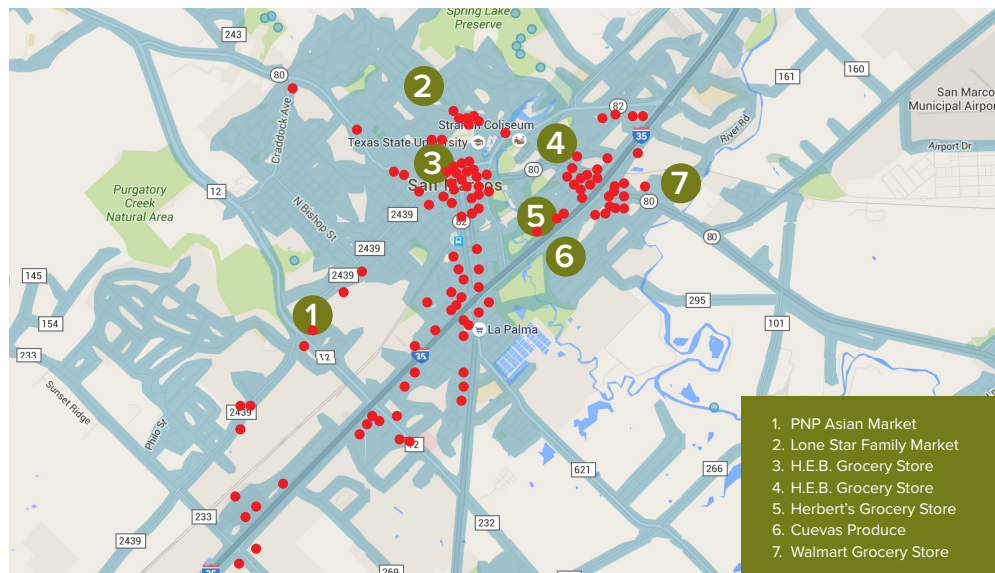 Spring Lake
Preserve
243
80
2
161
160
San Marco
Municipal Airpor
82
Craddock Ave
Strahan Coliseum
Texas State University
35
River Rd
Airport Dr
4
3
80
San Marcos
7
Purgatory
Creek
Natural Area
12
80
N Bishop St
2439
82
5
80
2439
6
145
2439
295
154
1
101
La Palma
233
12
35
Sunset Ridge
2439
Philo St
12
621
266
233
232
2439
269
35
1. PNP Asian Market
2. Lone Star Family Market
3. H.E.B. Grocery Store
4. H.E.B. Grocery Store
5. Herbert's Grocery Store
6. Cuevas Produce
7. Walmart Grocery Store